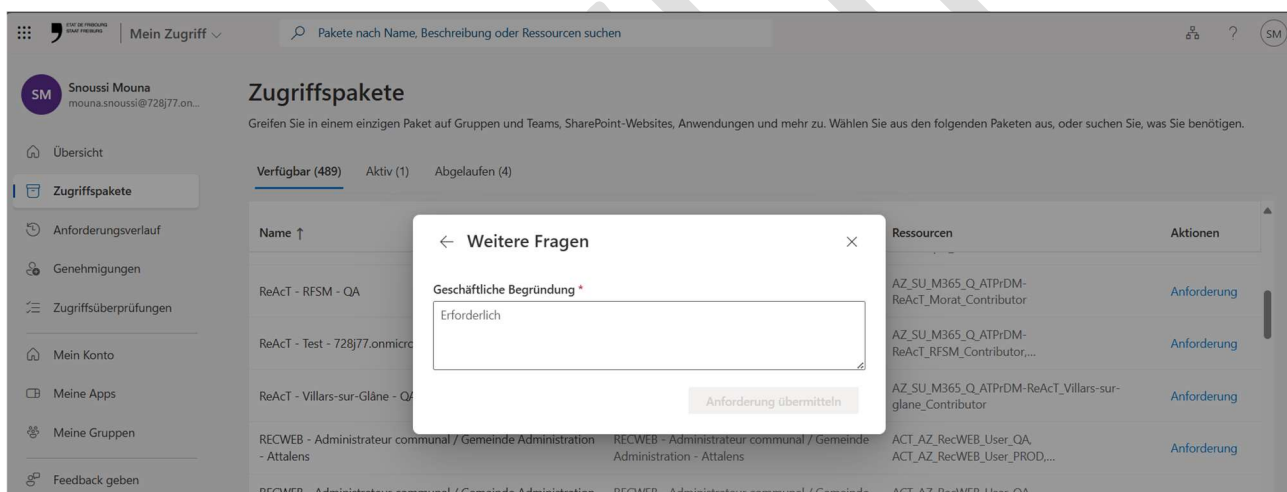 ETAT DE FRIBOURG
STAAT FREIBURG
Mein Zugriff
Pakete nach Name, Beschreibung oder Ressourcen suchen
?
SM
SM
Snoussi Mouna
mouna.snoussi@728j77.on...
Übersicht
Zugriffspakete
Anforderungsverlauf
Genehmigungen
Zugriffsüberprüfungen
Mein Konto
Meine Apps
Meine Gruppen
Feedback geben
Zugriffspakete
Greifen Sie in einem einzigen Paket auf Gruppen und Teams, SharePoint-Websites, Anwendungen und mehr zu. Wählen Sie aus den folgenden Paketen aus, oder suchen Sie, was Sie benötigen.
Verfügbar (489) Aktiv (1) Abgelaufen (4)
Name ↑ Ressourcen Aktionen
ReAcT - RFSM - QA
AZ_SU_M365_Q_ATPrDM-
ReAcT_Morat_Contributor
Anforderung
ReAcT - Test - 728j77.onmicro
AZ_SU_M365_Q_ATPrDM-
ReAcT_RFSM_Contributor,...
Anforderung
ReAcT - Villars-sur-Glâne - QA
AZ_SU_M365_Q_ATPrDM-ReAcT_Villars-sur-
glane_Contributor
Anforderung
RECWEB - Administrateur communal / Gemeinde Administration
- Attalens
RECWEB - Administrateur communal / Gemeinde
Administration - Attalens
ACT_AZ_RecWEB_User_QA,
ACT_AZ_RecWEB_User_PROD,...
Anforderung
← Weitere Fragen
Geschäftliche Begründung *
Erforderlich
Anforderung übermitteln